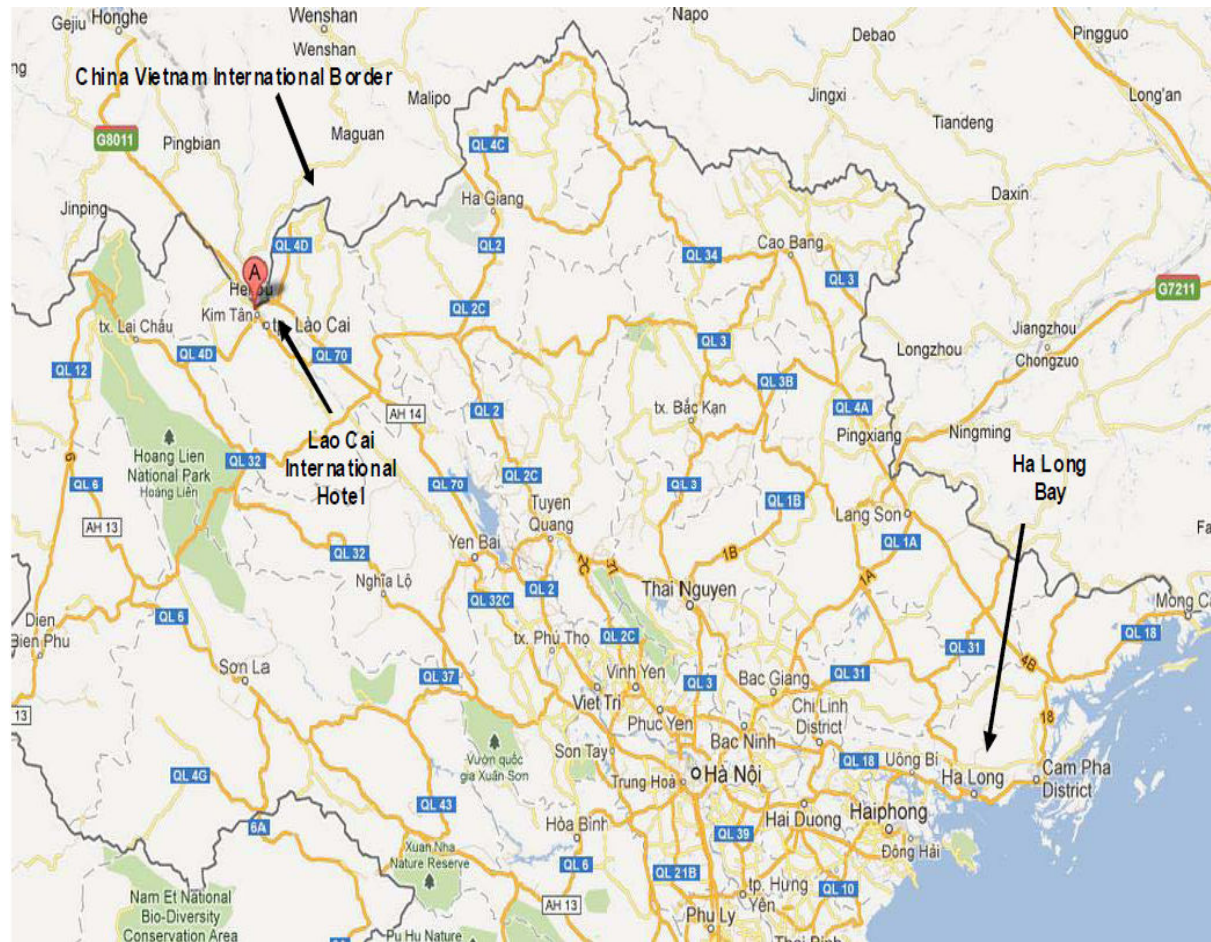 Gejiu
Honghe
Wenshan
Wenshan
Napo
Debao
Pingguo
China Vietnam International Border
Malipo
Jingxi
Long'an
Tiandeng
G8011
Pingbian
Maguan
QL 4C
Daxin
Jinping
Ha Giang
QL 4D
QL2
QL 34
Cao Bang
QL 3
A
G7211
Kim Tân
Lào Cai
QL 2C
tx. Lai Châu
QL 4D
QL 70
QL 3
Jiangzhou
Chongzuo
Longzhou
QL 12
QL 3B
AH 14
QL 2
tx. Bắc Kạn
QL 4A
Pingxiang
Ningming
Lao Cai
International
Hotel
Ha Long
Bay
Hoang Lien
National Park
Hoàng Liên
6
QL 32
QL 6
QL 70
QL 2C
QL 3
QL 1B
AH 13
Tuyen
Quang
Lang Son
QL 1A
Yen Bai
QL 32
1B
Nghĩa Lộ
QL 2
2C
37
1A
Thai Nguyen
QL 32C
Dien
Bien Phu
QL 6
tx. Phú Thọ
QL 2C
QL 31
4B
QL 18
Mong C
Sơn La
QL 37
Vinh Yen
QL 3
Bac Giang
QL 31
Viet Tri
Phuc Yen
Chi Linh
District
18
13
Vườn quốc
gia Xuân Sơn
Son Tay
Bac Ninh
QL 18
Uông Bí
Trung Hoà
Hà Nội
Ha Long
Cam Pha
District
QL 4G
QL 43
Hai Duong
Haiphong
6A
Hòa Bình
QL 39
Đông Hải
Xuan Nha
Nature Reserve
QL 6
QL 21B
tp. Hưng
Yên
QL 10
Nam Et National
Bio-Diversity
Conservation Area
AH 13
Phu Ly
Pu Hu Nature
Thai Binh